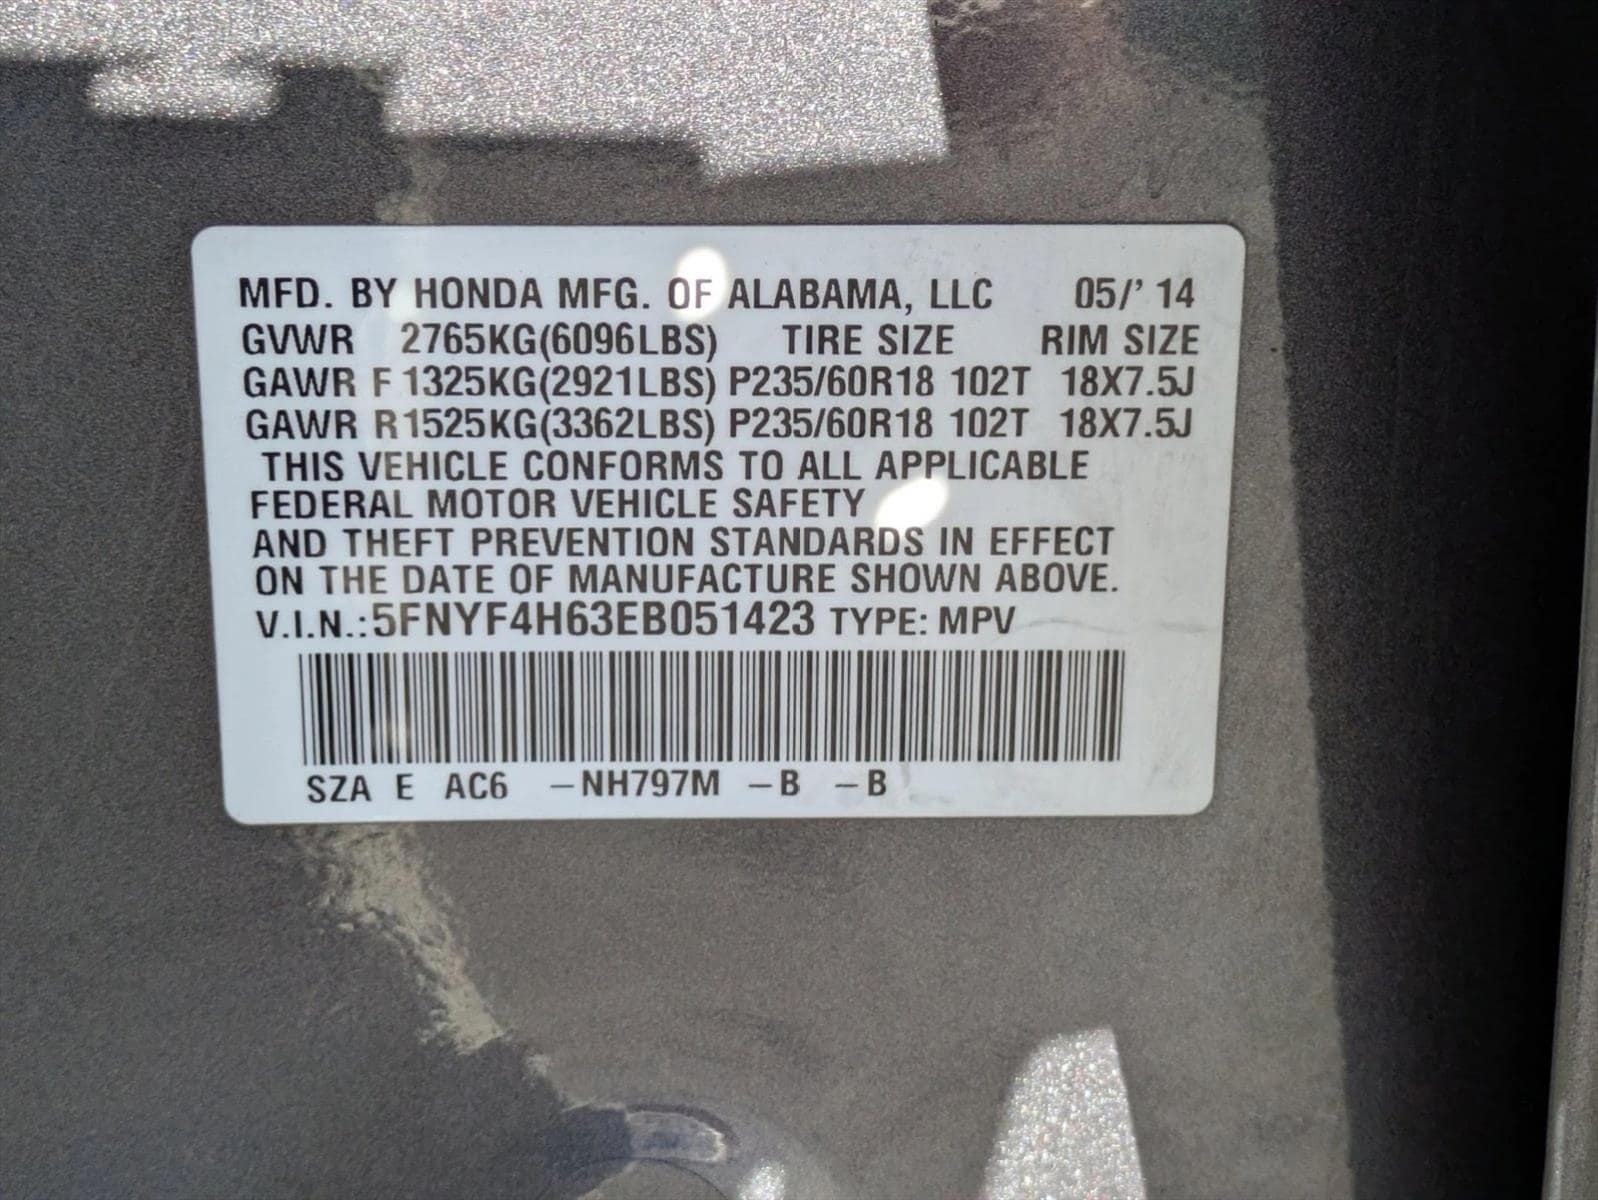 MFD. BY HONDA MFG. OF ALABAMA, LLC 05/' 14
GVWR 2765KG(6096LBS) TIRE SIZE RIM SIZE
GAWR F 1325KG(2921LBS) P235/60R18 102T 18X7.5J
GAWR R 1525KG(3362LBS) P235/60R18 102T 18X7.5J
THIS VEHICLE CONFORMS TO ALL APPLICABLE
FEDERAL MOTOR VEHICLE SAFETY
AND THEFT PREVENTION STANDARDS IN EFFECT
ON THE DATE OF MANUFACTURE SHOWN ABOVE.
V.I.N.:5FNYF4H63EB051423 TYPE: MPV
SZA E AC6 –NH797M –B –B